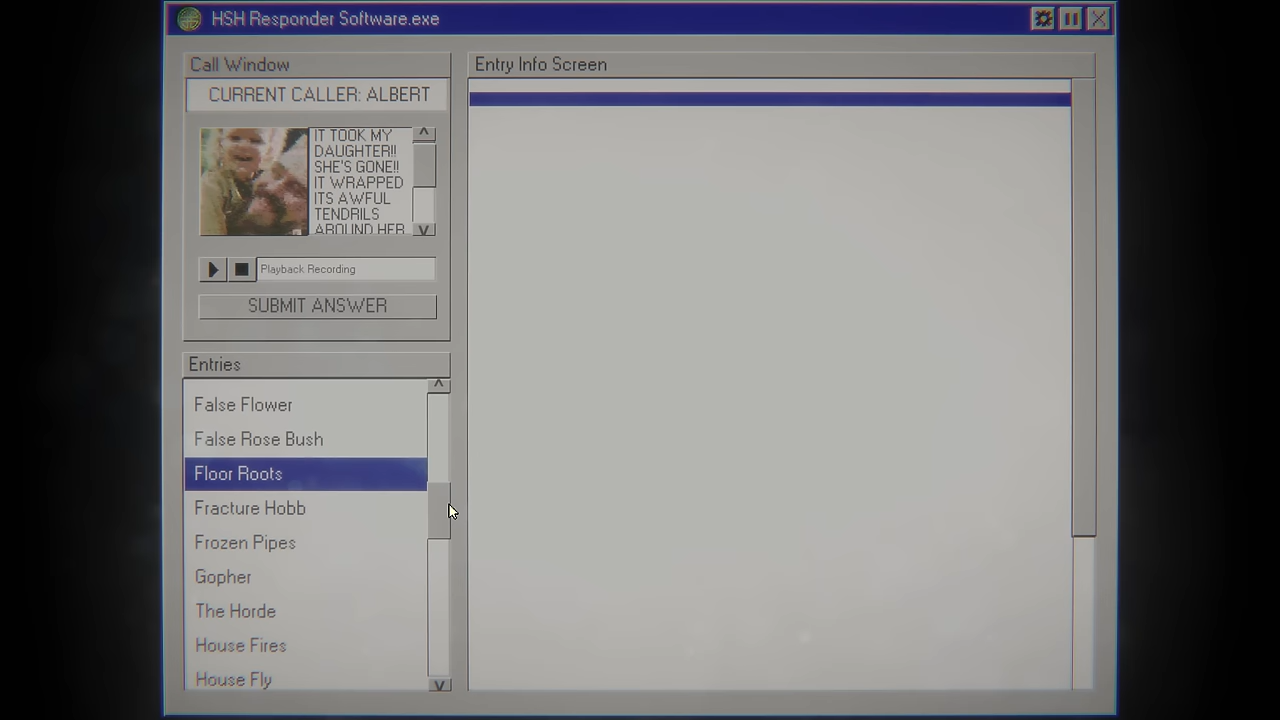 HSH Responder Software.exe
Call Window
CURRENT CALLER: ALBERT
IT TOOK MY
DAUGHTER!!
SHE'S GONE!!
IT WRAPPED
ITS AWFUL
TENDRILS
AROUND HER
Playback Recording
SUBMIT ANSWER
Entries
False Flower
False Rose Bush
Floor Roots
Fracture Hobb
Frozen Pipes
Gopher
The Horde
House Fires
House Fly
Entry Info Screen